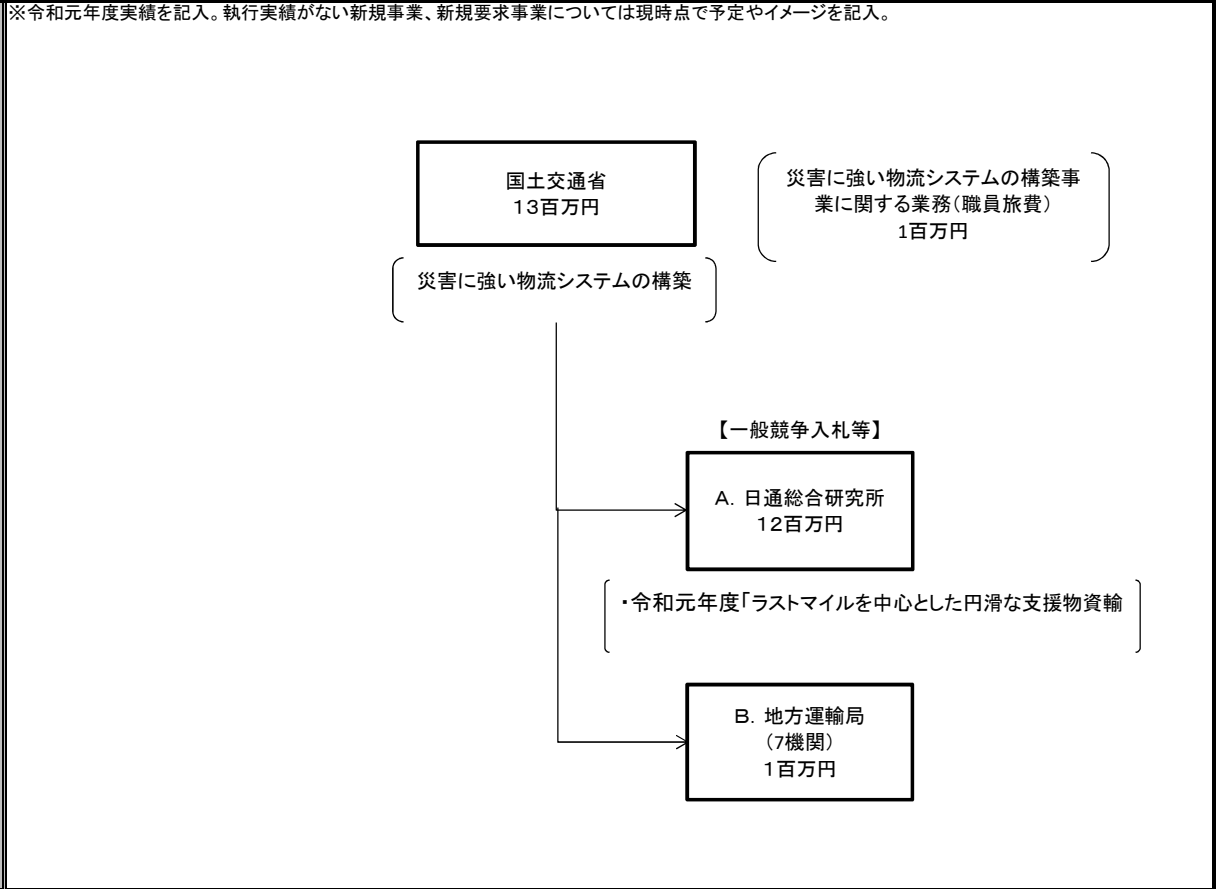 ※令和元年度実績を記入。執行実績がない新規事業、新規要求事業については現時点で予定やイメージを記入。
国土交通省
13百万円
災害に強い物流システムの構築事
業に関する業務(職員旅費)
1百万円
災害に強い物流システムの構築
【一般競争入札等】
A．日通総合研究所
12百万円
・令和元年度「ラストマイルを中心とした円滑な支援物資輸
B．地方運輸局
(7機関)
1百万円